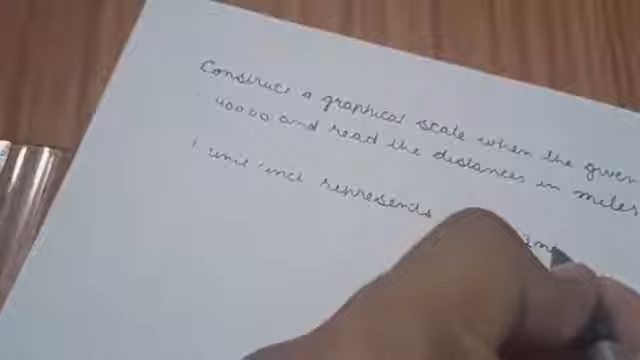 Construct a graphical scale when the given
40000 and read the distances in miles
1 unit inch represents